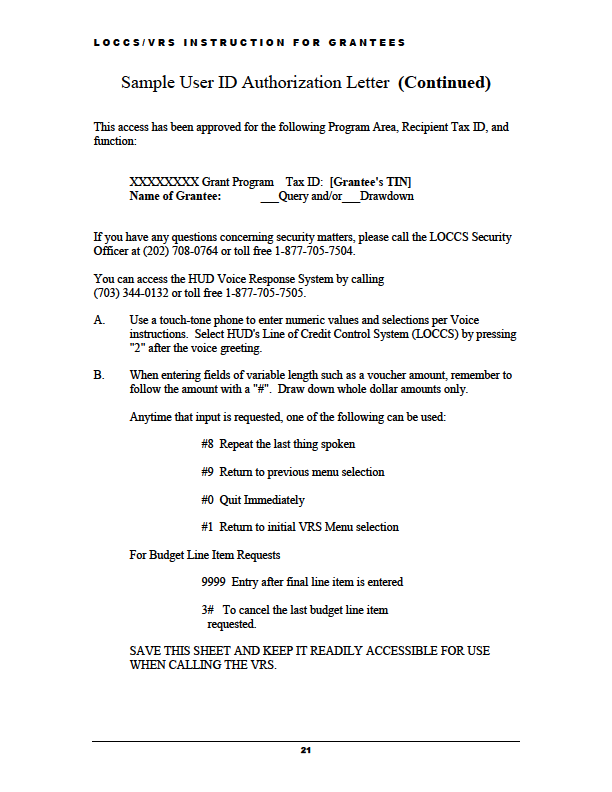 LOCCS/VRS INSTRUCTION FOR GRANTEES
Sample User ID Authorization Letter (Continued)
This access has been approved for the following Program Area, Recipient Tax ID, and
function:
XXXXXXXX Grant Program Tax ID: [Grantee's TIN]
Name of Grantee: ___Query and/or___Drawdown
If you have any questions concerning security matters, please call the LOCCS Security
Officer at (202) 708-0764 or toll free 1-877-705-7504.
You can access the HUD Voice Response System by calling
(703) 344-0132 or toll free 1-877-705-7505.
A. Use a touch-tone phone to enter numeric values and selections per Voice
instructions. Select HUD's Line of Credit Control System (LOCCS) by pressing
"2" after the voice greeting.
B. When entering fields of variable length such as a voucher amount, remember to
follow the amount with a "#". Draw down whole dollar amounts only.
Anytime that input is requested, one of the following can be used:
#8 Repeat the last thing spoken
#9 Return to previous menu selection
#0 Quit Immediately
#1 Return to initial VRS Menu selection
For Budget Line Item Requests
9999 Entry after final line item is entered
3# To cancel the last budget line item
requested.
SAVE THIS SHEET AND KEEP IT READILY ACCESSIBLE FOR USE
WHEN CALLING THE VRS.
21